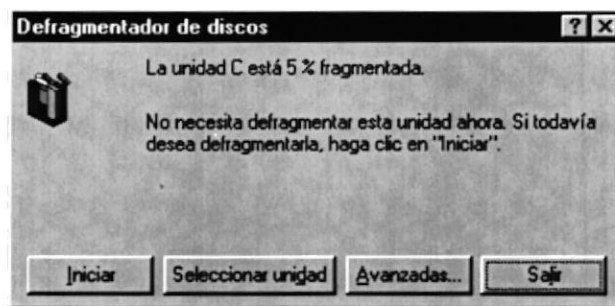 Defragmentador de discos
La unidad C está 5 % fragmentada.
No necesita defragmentar esta unidad ahora. Si todavía
desea defragmentarla, haga clic en "Iniciar".
Iniciar Seleccionar unidad Avanzadas... Salir